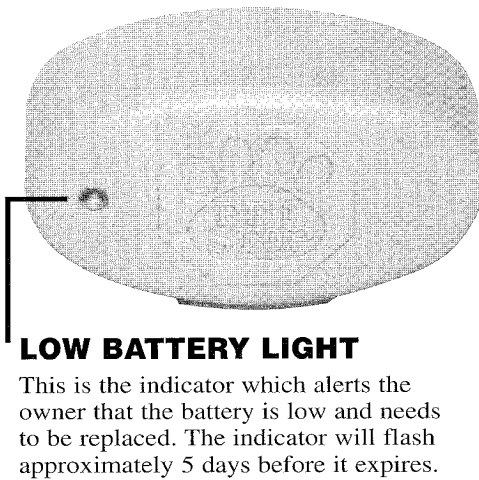 LOW BATTERY LIGHT
This is the indicator which alerts the
owner that the battery is low and needs
to be replaced. The indicator will flash
approximately 5 days before it expires.